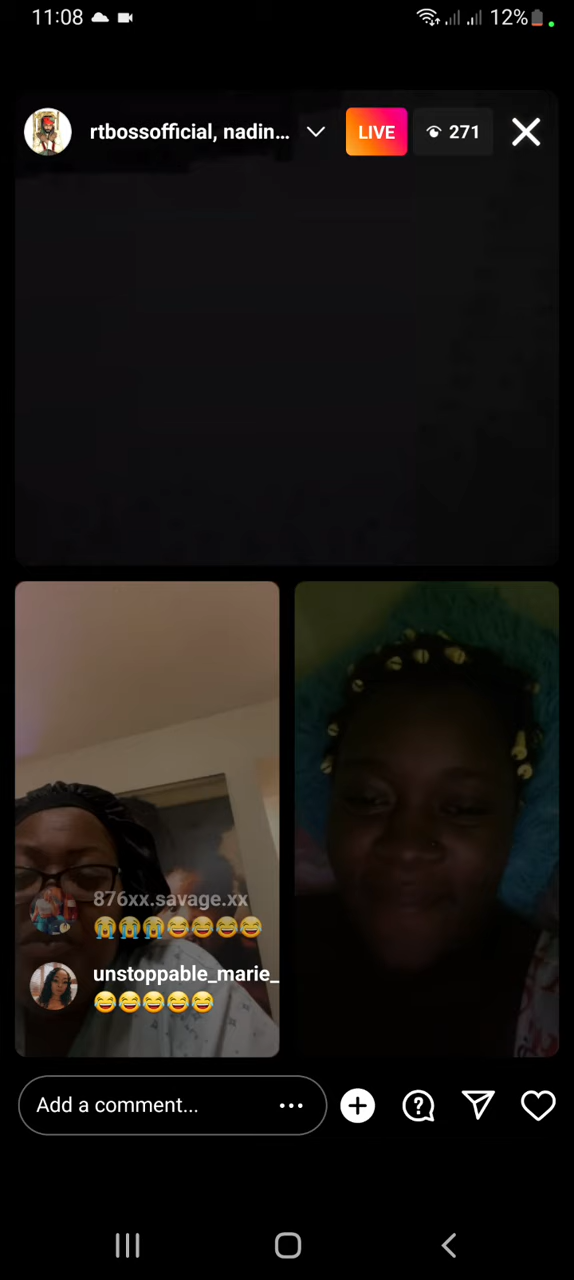 11:08
12%
rtbossofficial, nadin...
LIVE
271
876xx.savage.xx
😭😭😭😂😂😂😂
unstoppable_marie_
😂😂😂😂😂
Add a comment...